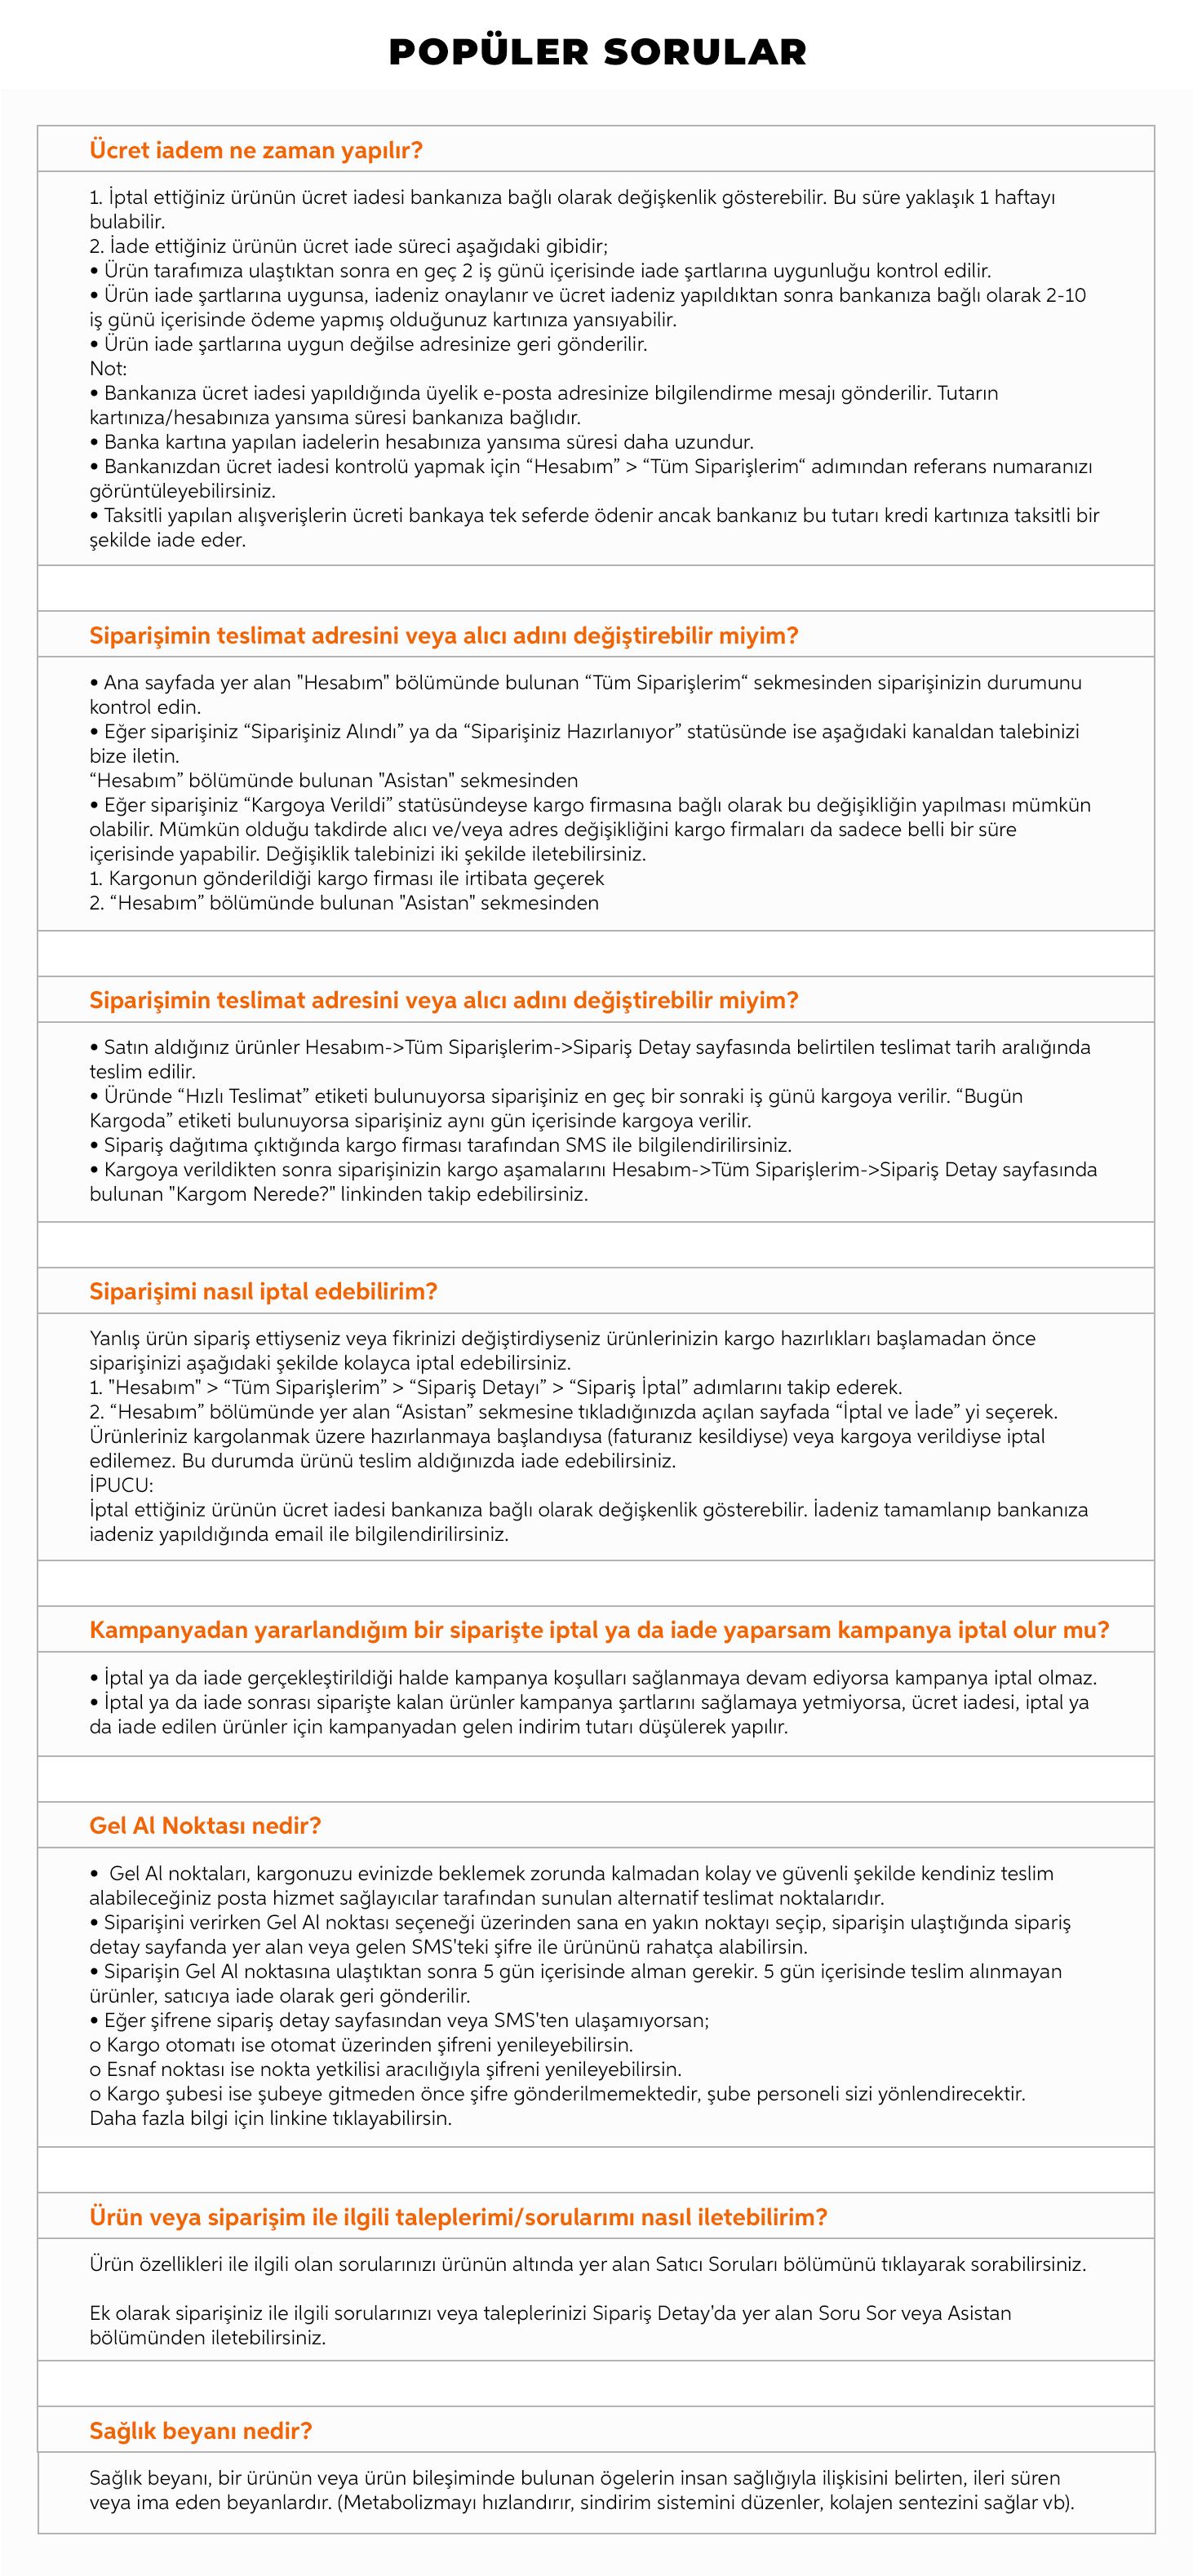 POPÜLER SORULAR
Ücret iadem ne zaman yapılır?
1. İptal ettiğiniz ürünün ücret iadesi bankanıza bağlı olarak değişkenlik gösterebilir. Bu süre yaklaşık 1 haftayı
bulabilir.
2. İade ettiğiniz ürünün ücret iade süreci aşağıdaki gibidir;
• Ürün tarafımıza ulaştıktan sonra en geç 2 iş günü içerisinde iade şartlarına uygunluğu kontrol edilir.
• Ürün iade şartlarına uygunsa, iadeniz onaylanır ve ücret iadeniz yapıldıktan sonra bankanıza bağlı olarak 2-10
iş günü içerisinde ödeme yapmış olduğunuz kartınıza yansıyabilir.
• Ürün iade şartlarına uygun değilse adresinize geri gönderilir.
Not:
• Bankanıza ücret iadesi yapıldığında üyelik e-posta adresinize bilgilendirme mesajı gönderilir. Tutarın
kartınıza/hesabınıza yansıma süresi bankanıza bağlıdır.
• Banka kartına yapılan iadelerin hesabınıza yansıma süresi daha uzundur.
• Bankanızdan ücret iadesi kontrolü yapmak için “Hesabım” > “Tüm Siparişlerim“ adımından referans numaranızı
görüntüleyebilirsiniz.
• Taksitli yapılan alışverişlerin ücreti bankaya tek seferde ödenir ancak bankanız bu tutarı kredi kartınıza taksitli bir
şekilde iade eder.
Siparişimin teslimat adresini veya alıcı adını değiştirebilir miyim?
• Ana sayfada yer alan "Hesabım" bölümünde bulunan “Tüm Siparişlerim“ sekmesinden siparişinizin durumunu
kontrol edin.
• Eğer siparişiniz “Siparişiniz Alındı” ya da “Siparişiniz Hazırlanıyor” statüsünde ise aşağıdaki kanaldan talebinizi
bize iletin.
“Hesabım” bölümünde bulunan "Asistan" sekmesinden
• Eğer siparişiniz “Kargoya Verildi” statüsündeyse kargo firmasına bağlı olarak bu değişikliğin yapılması mümkün
olabilir. Mümkün olduğu takdirde alıcı ve/veya adres değişikliğini kargo firmaları da sadece belli bir süre
içerisinde yapabilir. Değişiklik talebinizi iki şekilde iletebilirsiniz.
1. Kargonun gönderildiği kargo firması ile irtibata geçerek
2. “Hesabım” bölümünde bulunan "Asistan" sekmesinden
Siparişimin teslimat adresini veya alıcı adını değiştirebilir miyim?
• Satın aldığınız ürünler Hesabım->Tüm Siparişlerim->Sipariş Detay sayfasında belirtilen teslimat tarih aralığında
teslim edilir.
• Üründe “Hızlı Teslimat” etiketi bulunuyorsa siparişiniz en geç bir sonraki iş günü kargoya verilir. “Bugün
Kargoda” etiketi bulunuyorsa siparişiniz aynı gün içerisinde kargoya verilir.
• Sipariş dağıtıma çıktığında kargo firması tarafından SMS ile bilgilendirilirsiniz.
• Kargoya verildikten sonra siparişinizin kargo aşamalarını Hesabım->Tüm Siparişlerim->Sipariş Detay sayfasında
bulunan "Kargom Nerede?" linkinden takip edebilirsiniz.
Siparişimi nasıl iptal edebilirim?
Yanlış ürün sipariş ettiyseniz veya fikrinizi değiştirdiyseniz ürünlerinizin kargo hazırlıkları başlamadan önce
siparişinizi aşağıdaki şekilde kolayca iptal edebilirsiniz.
1. "Hesabım" > “Tüm Siparişlerim” > “Sipariş Detayı” > “Sipariş İptal” adımlarını takip ederek.
2. “Hesabım” bölümünde yer alan “Asistan” sekmesine tıkladığınızda açılan sayfada “İptal ve İade” yi seçerek.
Ürünleriniz kargolanmak üzere hazırlanmaya başlandıysa (faturanız kesildiyse) veya kargoya verildiyse iptal
edilemez. Bu durumda ürünü teslim aldığınızda iade edebilirsiniz.
İPUCU:
İptal ettiğiniz ürünün ücret iadesi bankanıza bağlı olarak değişkenlik gösterebilir. İadeniz tamamlanıp bankanıza
iadeniz yapıldığında email ile bilgilendirilirsiniz.
Kampanyadan yararlandığım bir siparişte iptal ya da iade yaparsam kampanya iptal olur mu?
• İptal ya da iade gerçekleştirildiği halde kampanya koşulları sağlanmaya devam ediyorsa kampanya iptal olmaz.
• İptal ya da iade sonrası siparişte kalan ürünler kampanya şartlarını sağlamaya yetmiyorsa, ücret iadesi, iptal ya
da iade edilen ürünler için kampanyadan gelen indirim tutarı düşülerek yapılır.
Gel Al Noktası nedir?
• Gel Al noktaları, kargonuzu evinizde beklemek zorunda kalmadan kolay ve güvenli şekilde kendiniz teslim
alabileceğiniz posta hizmet sağlayıcılar tarafından sunulan alternatif teslimat noktalarıdır.
• Siparişini verirken Gel Al noktası seçeneği üzerinden sana en yakın noktayı seçip, siparişin ulaştığında sipariş
detay sayfanda yer alan veya gelen SMS'teki şifre ile ürününü rahatça alabilirsin.
• Siparişin Gel Al noktasına ulaştıktan sonra 5 gün içerisinde alman gerekir. 5 gün içerisinde teslim alınmayan
ürünler, satıcıya iade olarak geri gönderilir.
• Eğer şifrene sipariş detay sayfasından veya SMS'ten ulaşamıyorsan;
o Kargo otomatı ise otomat üzerinden şifreni yenileyebilirsin.
o Esnaf noktası ise nokta yetkilisi aracılığıyla şifreni yenileyebilirsin.
o Kargo şubesi ise şubeye gitmeden önce şifre gönderilmemektedir, şube personeli sizi yönlendirecektir.
Daha fazla bilgi için linkine tıklayabilirsin.
Ürün veya siparişim ile ilgili taleplerimi/sorularımı nasıl iletebilirim?
Ürün özellikleri ile ilgili olan sorularınızı ürünün altında yer alan Satıcı Soruları bölümünü tıklayarak sorabilirsiniz.
Ek olarak siparişiniz ile ilgili sorularınızı veya taleplerinizi Sipariş Detay'da yer alan Soru Sor veya Asistan
bölümünden iletebilirsiniz.
Sağlık beyanı nedir?
Sağlık beyanı, bir ürünün veya ürün bileşiminde bulunan ögelerin insan sağlığıyla ilişkisini belirten, ileri süren
veya ima eden beyanlardır. (Metabolizmayı hızlandırır, sindirim sistemini düzenler, kolajen sentezini sağlar vb).